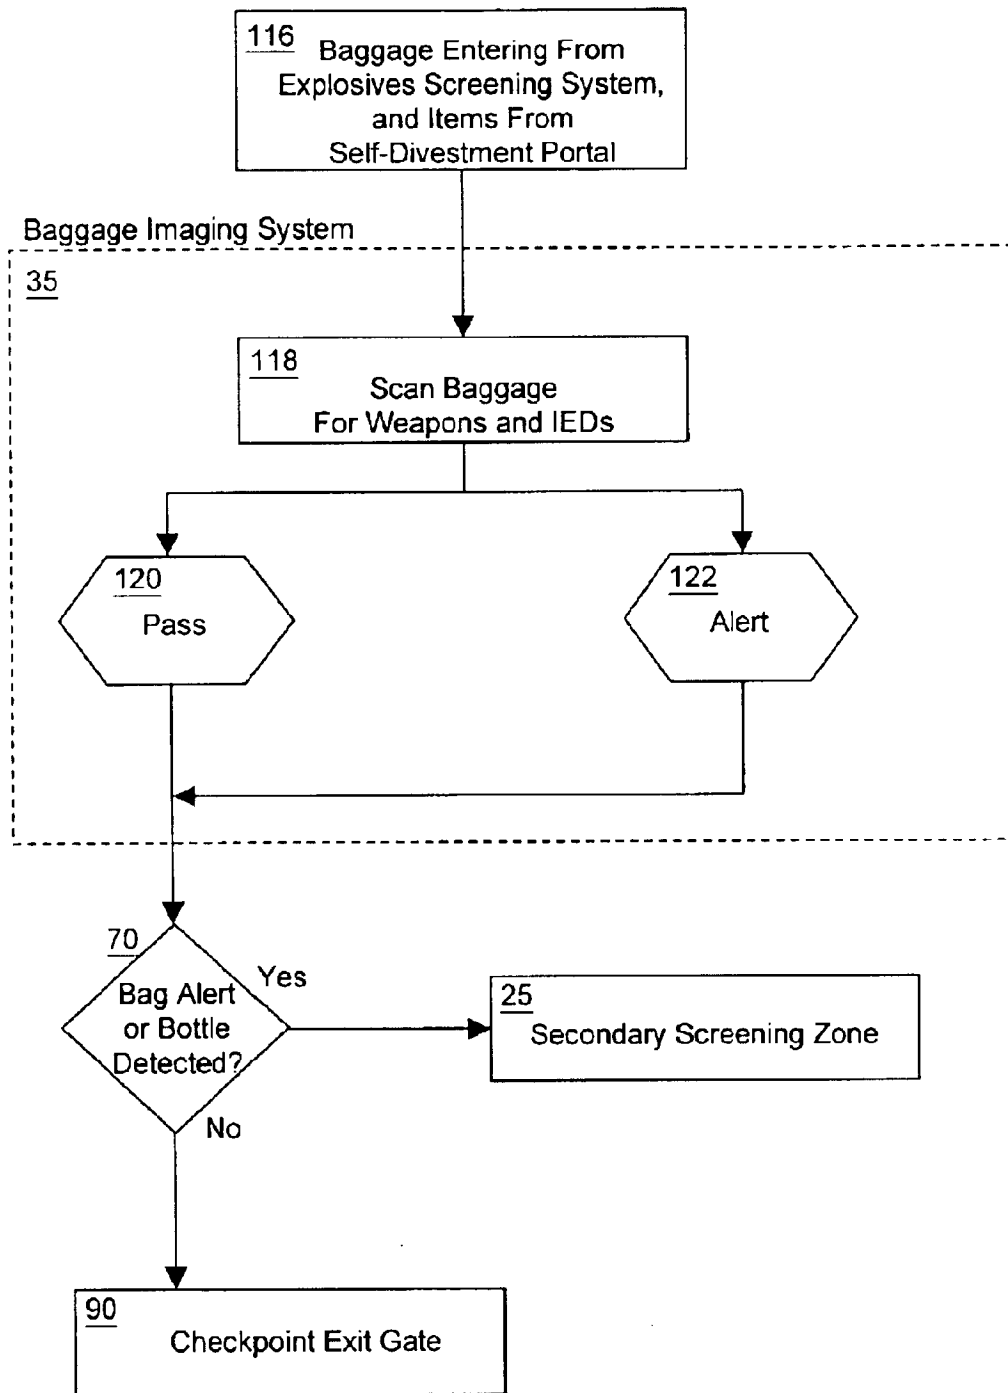 116
Baggage Entering From
Explosives Screening System,
and Items From
Self-Divestment Portal
Baggage Imaging System
35
118
Scan Baggage
For Weapons and IEDs
120
Pass
122
Alert
70
Bag Alert
or Bottle
Detected?
Yes
No
25
Secondary Screening Zone
90
Checkpoint Exit Gate